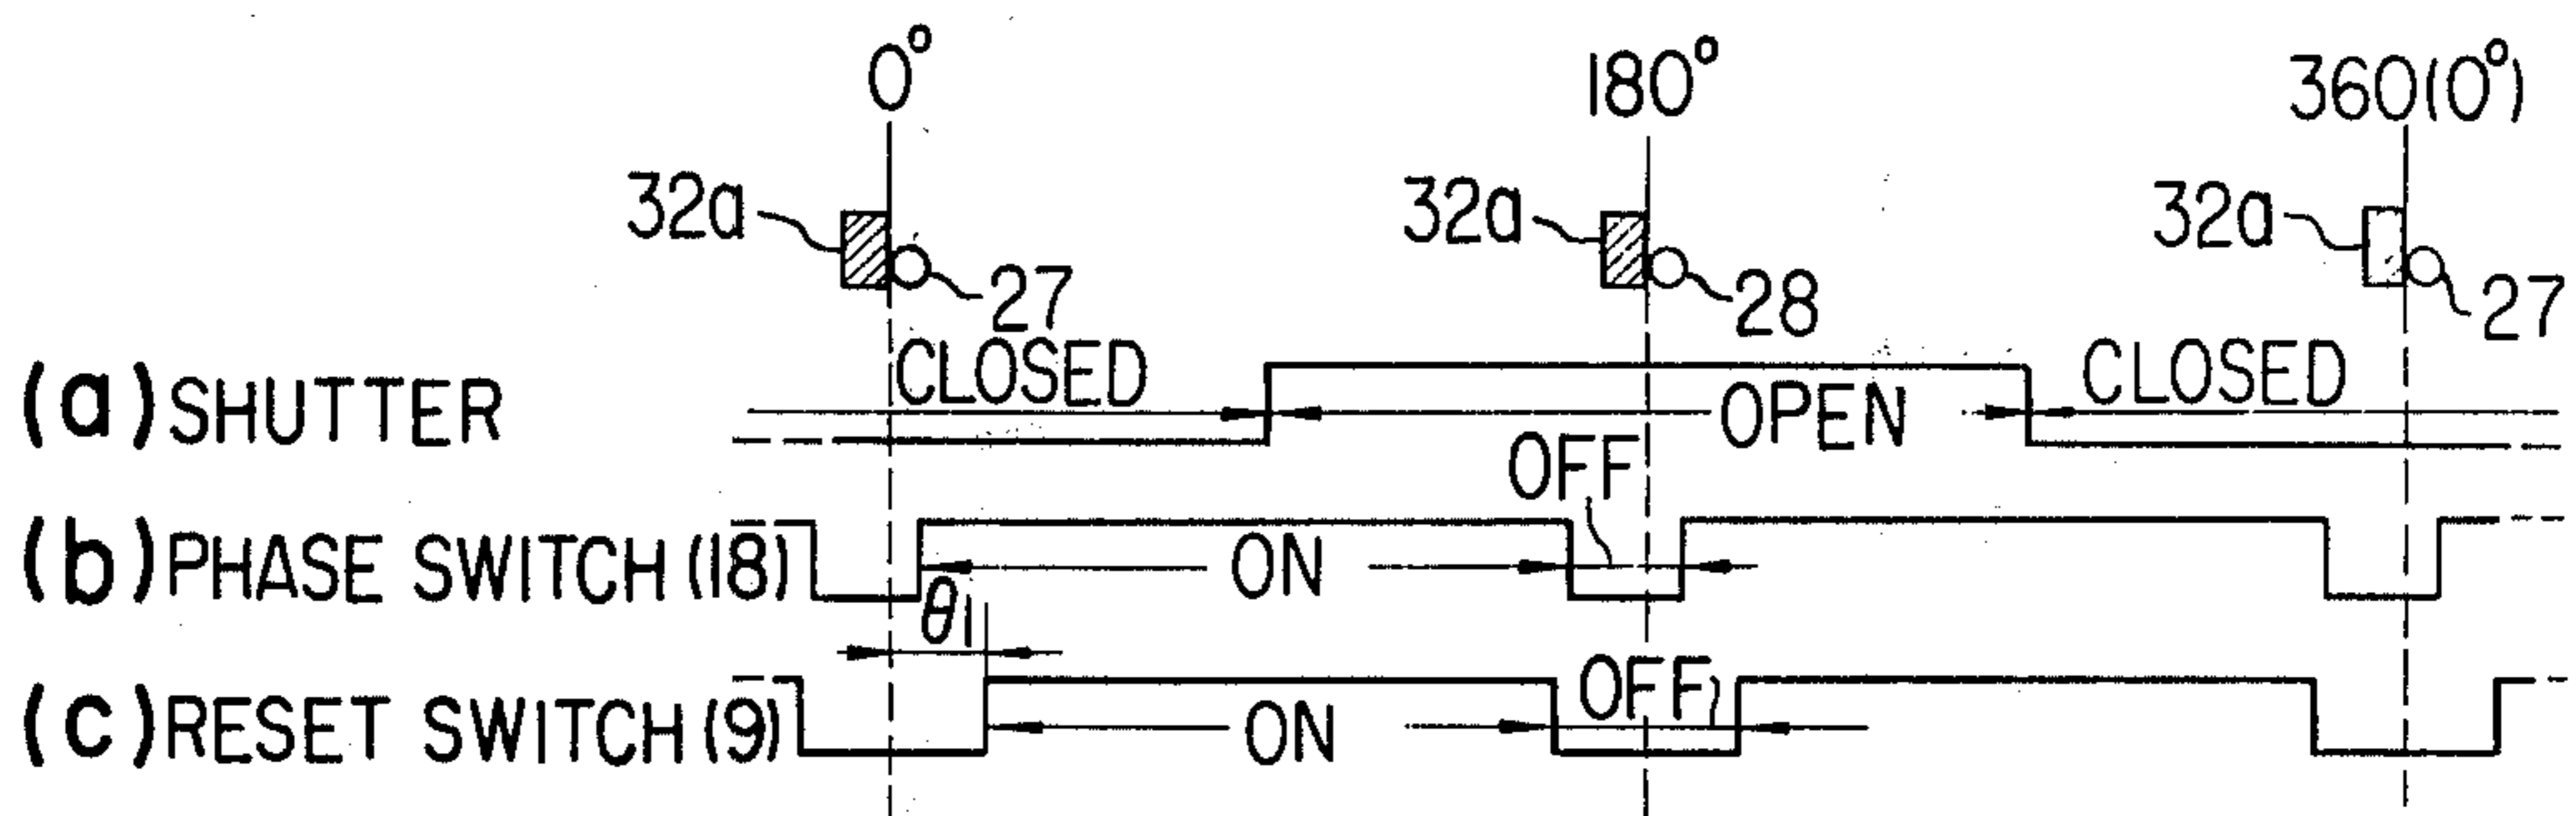 0° 180° 360(0°)
32a 32a 32a
27 28 27
(a) SHUTTER CLOSED OPEN CLOSED
OFF
(b) PHASE SWITCH (18) ON
θ1
(c) RESET SWITCH (9) ON OFF